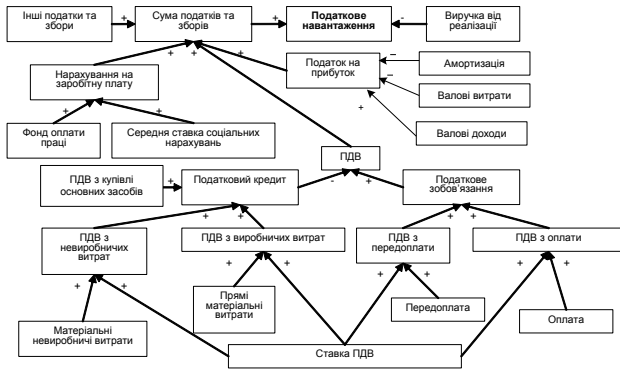 Інші податки та
збори
+
Сума податків та
зборів
+
Податкове
навантаження
-
Виручка від
реалізації
+
+
+
Нарахування на
заробітну плату
Податок на
прибуток
–
Амортизація
–
Валові витрати
+
+
+
Фонд оплати
праці
Середня ставка соціальних
нарахувань
Валові доходи
ПДВ
ПДВ з купівлі
основних засобів
+
Податковий кредит
-
+
Податкове
зобов’язання
+
+
+
+
ПДВ з
невиробничих
витрат
ПДВ з виробничих витрат
ПДВ з
передоплати
ПДВ з оплати
+
+
+
+
+
+
+
+
Прямі
матеріальні
витрати
Передоплата
Оплата
Матеріальні
невиробничі витрати
Ставка ПДВ